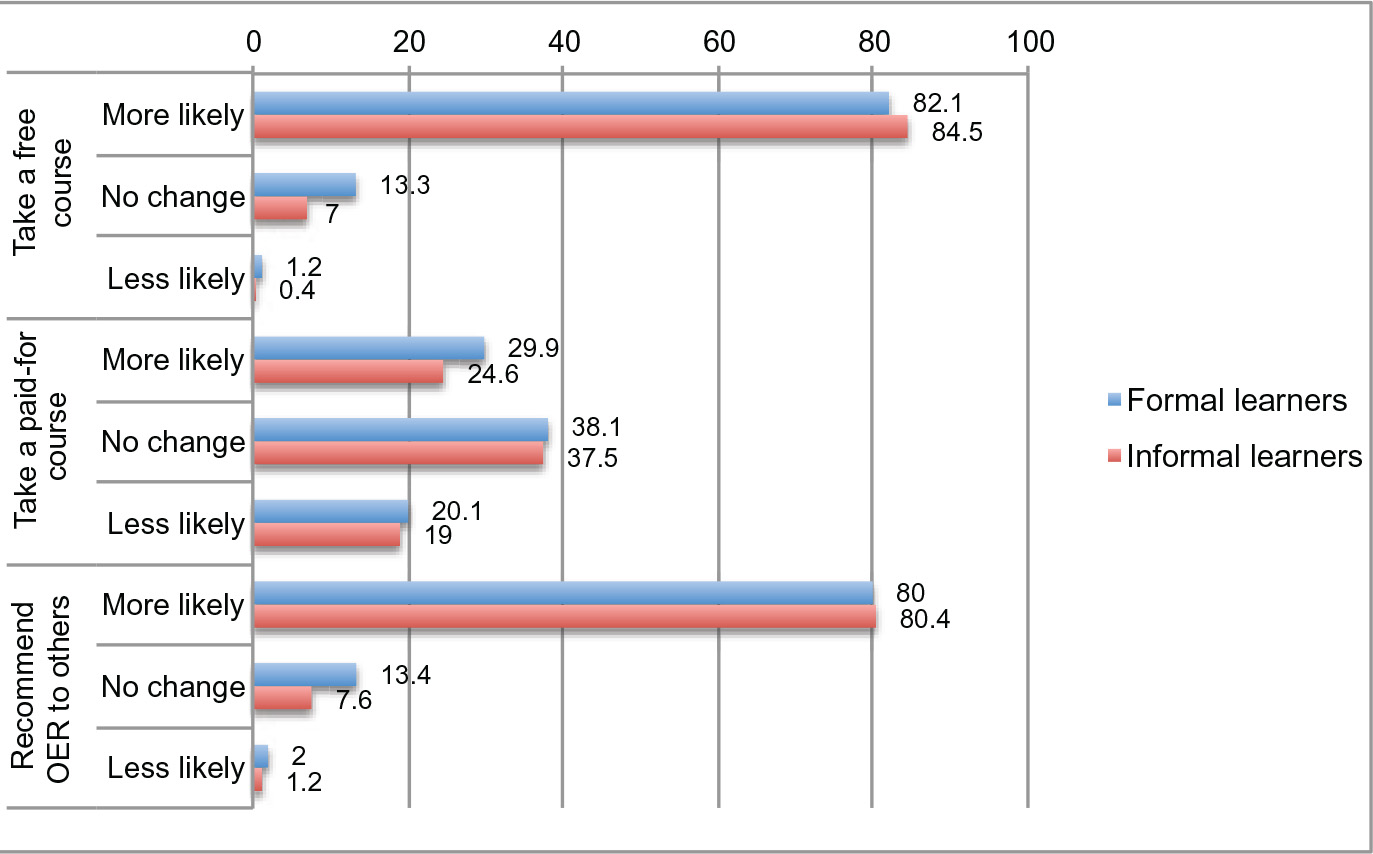 0 20 40 60 80 100
Take a free
course
More likely
82.1
84.5
No change
13.3
7
Less likely
1.2
0.4
Take a paid-for
course
More likely
29.9
24.6
No change
38.1
37.5
Less likely
20.1
19
Recommend
OER to others
More likely
80
80.4
No change
13.4
7.6
Less likely
2
1.2
Formal learners
Informal learners